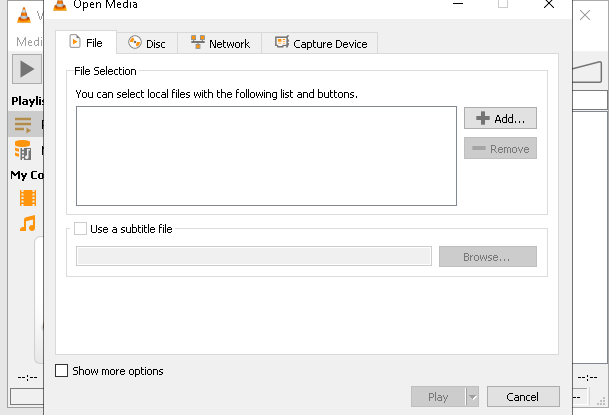 Open Media
V
Medi
File
Disc
Network
Capture Device
File Selection
You can select local files with the following list and buttons.
Add...
Remove
Playlis
My Co
Use a subtitle file
Browse...
Show more options
--:--
--:--
Play
Cancel